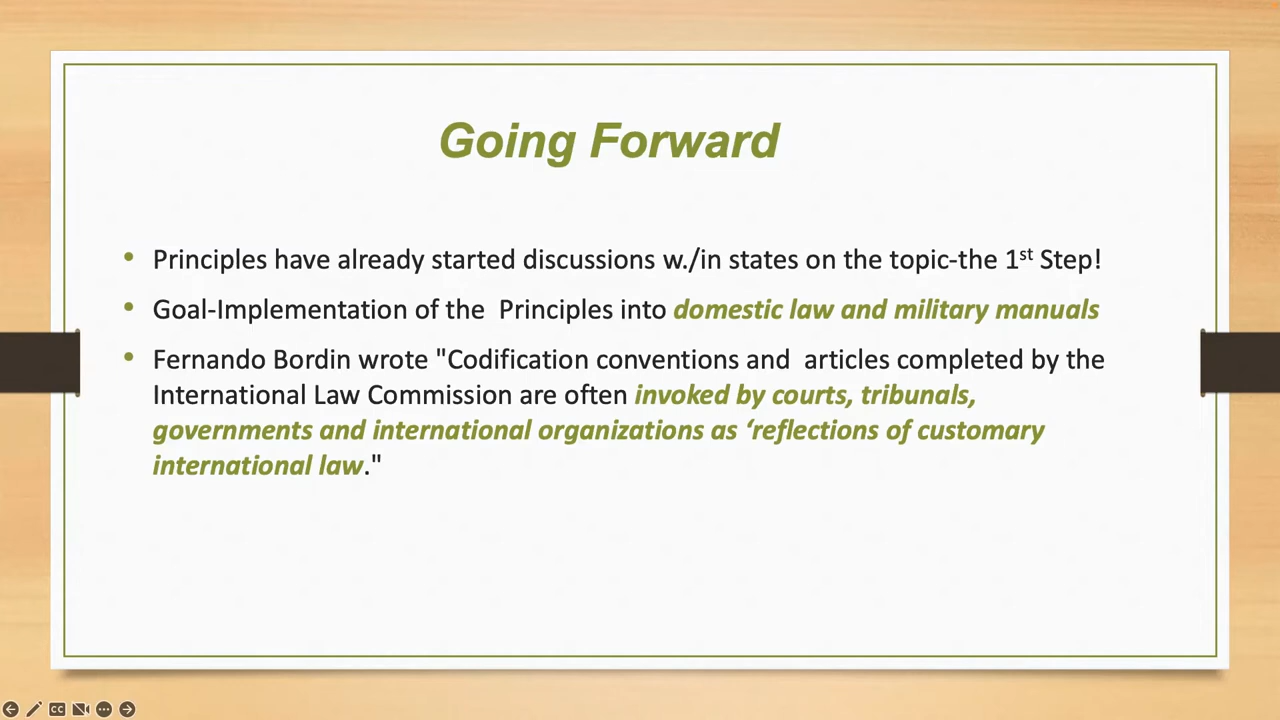 Going Forward
• Principles have already started discussions w./in states on the topic-the 1st Step!
• Goal-Implementation of the  Principles into domestic law and military manuals
• Fernando Bordin wrote "Codification conventions and  articles completed by the
International Law Commission are often invoked by courts, tribunals,
governments and international organizations as ‘reflections of customary
international law."
CC